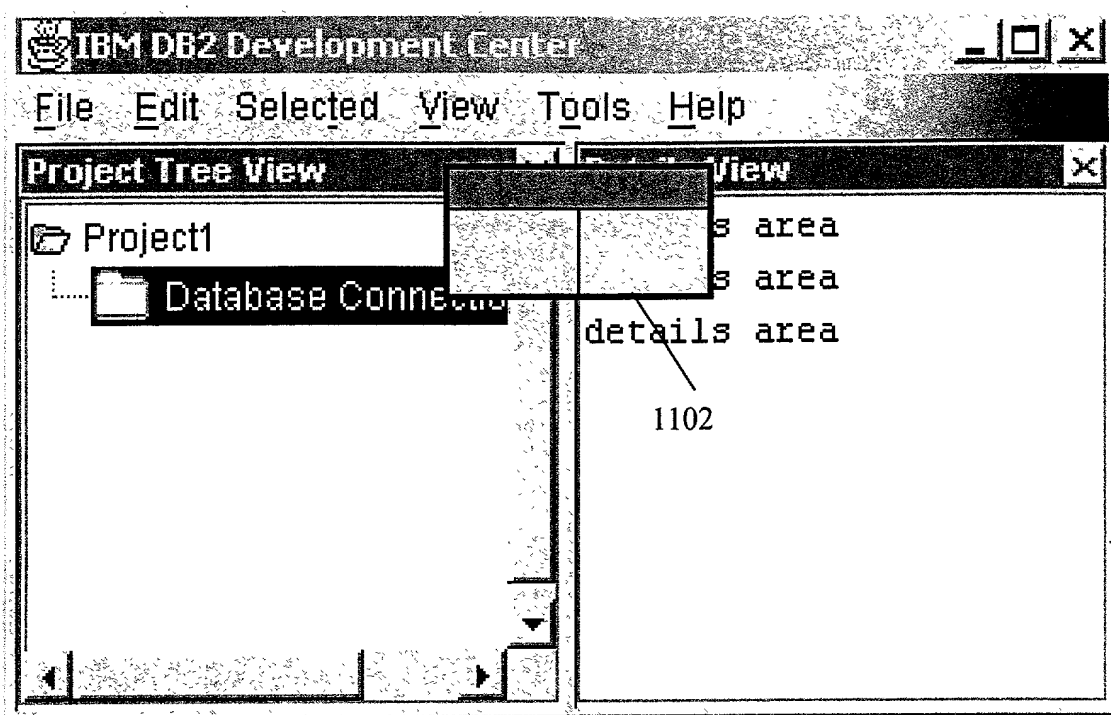 IBM DB2 Development Center
File Edit Selected View Tools Help
Project Tree View
View
Project1
s area
Database
s area
details area
1102